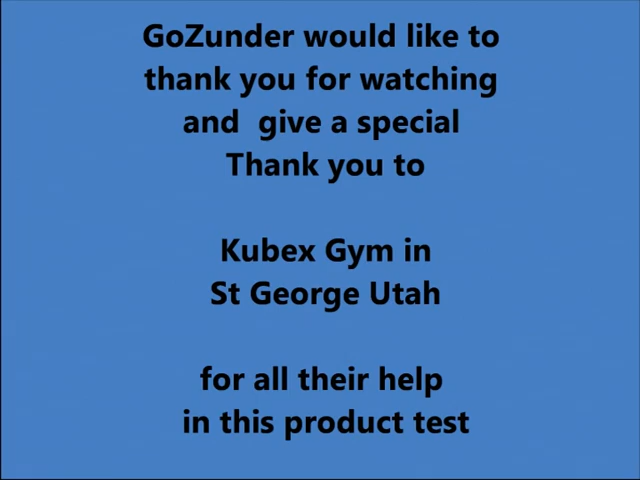 GoZunder would like to
thank you for watching
and  give a special
Thank you to
Kubex Gym in
St George Utah
for all their help
in this product test